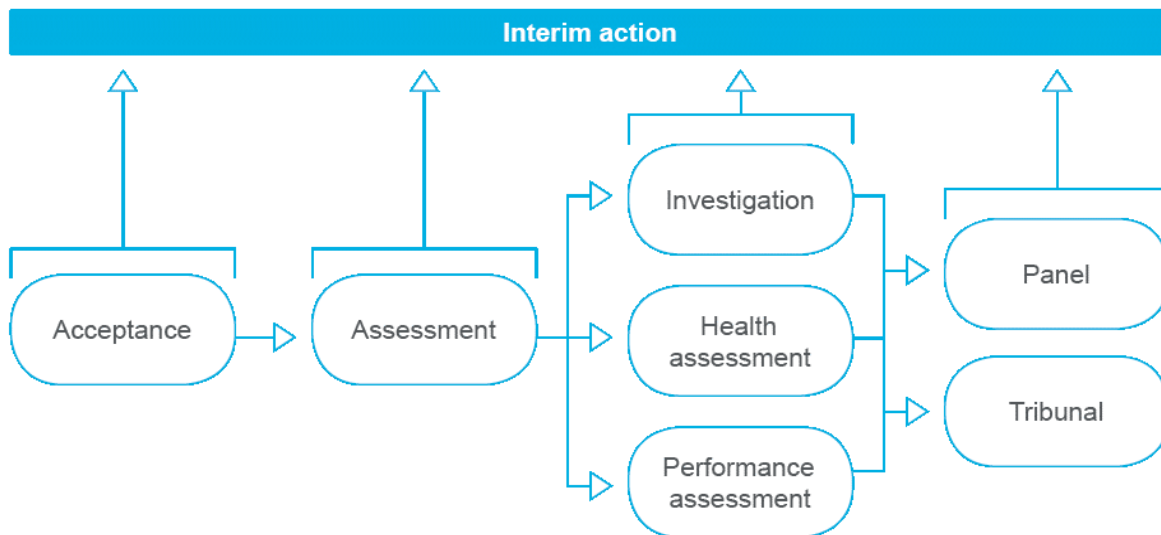 Interim action
Acceptance
Assessment
Investigation
Health
assessment
Performance
assessment
Panel
Tribunal